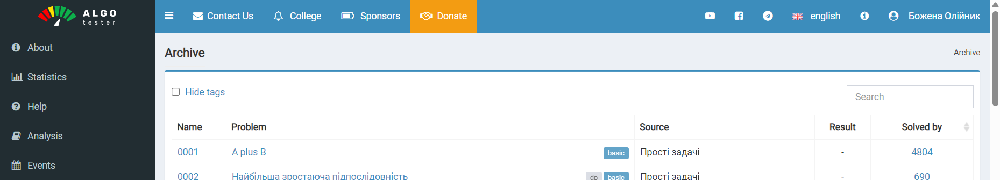 ALGO
tester
Contact Us College Sponsors Donate english Божена Олійник
About
Statistics
Help
Analysis
Events
Archive Archive
Hide tags Search
Name Problem Source Result Solved by
0001 A plus B basic Прості задачі - 4804
0002 Найбільша зростаюча підпослідовність dp basic Прості задачі - 690